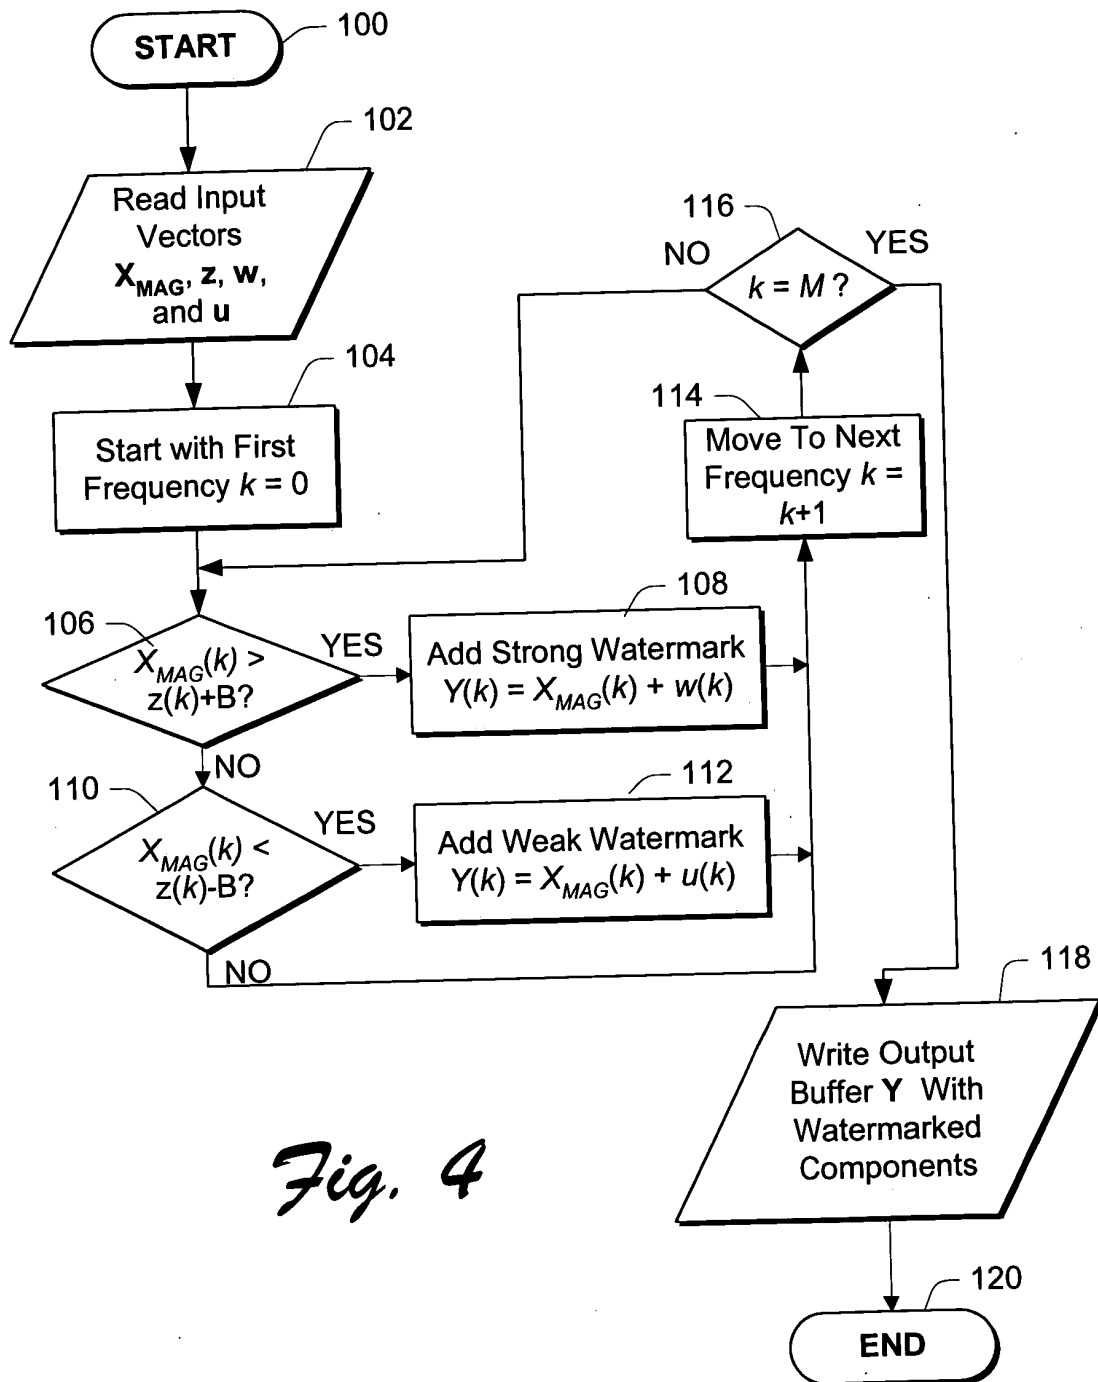 START
100
102
Read Input
Vectors
X_MAG, z, w,
and u
104
Start with First
Frequency k = 0
106
X_MAG(k) >
z(k)+B?
YES
NO
108
Add Strong Watermark
Y(k) = X_MAG(k) + w(k)
110
X_MAG(k) <
z(k)-B?
YES
NO
112
Add Weak Watermark
Y(k) = X_MAG(k) + u(k)
114
Move To Next
Frequency k =
k+1
116
k = M ?
NO
YES
118
Write Output
Buffer Y With
Watermarked
Components
120
END
Fig. 4